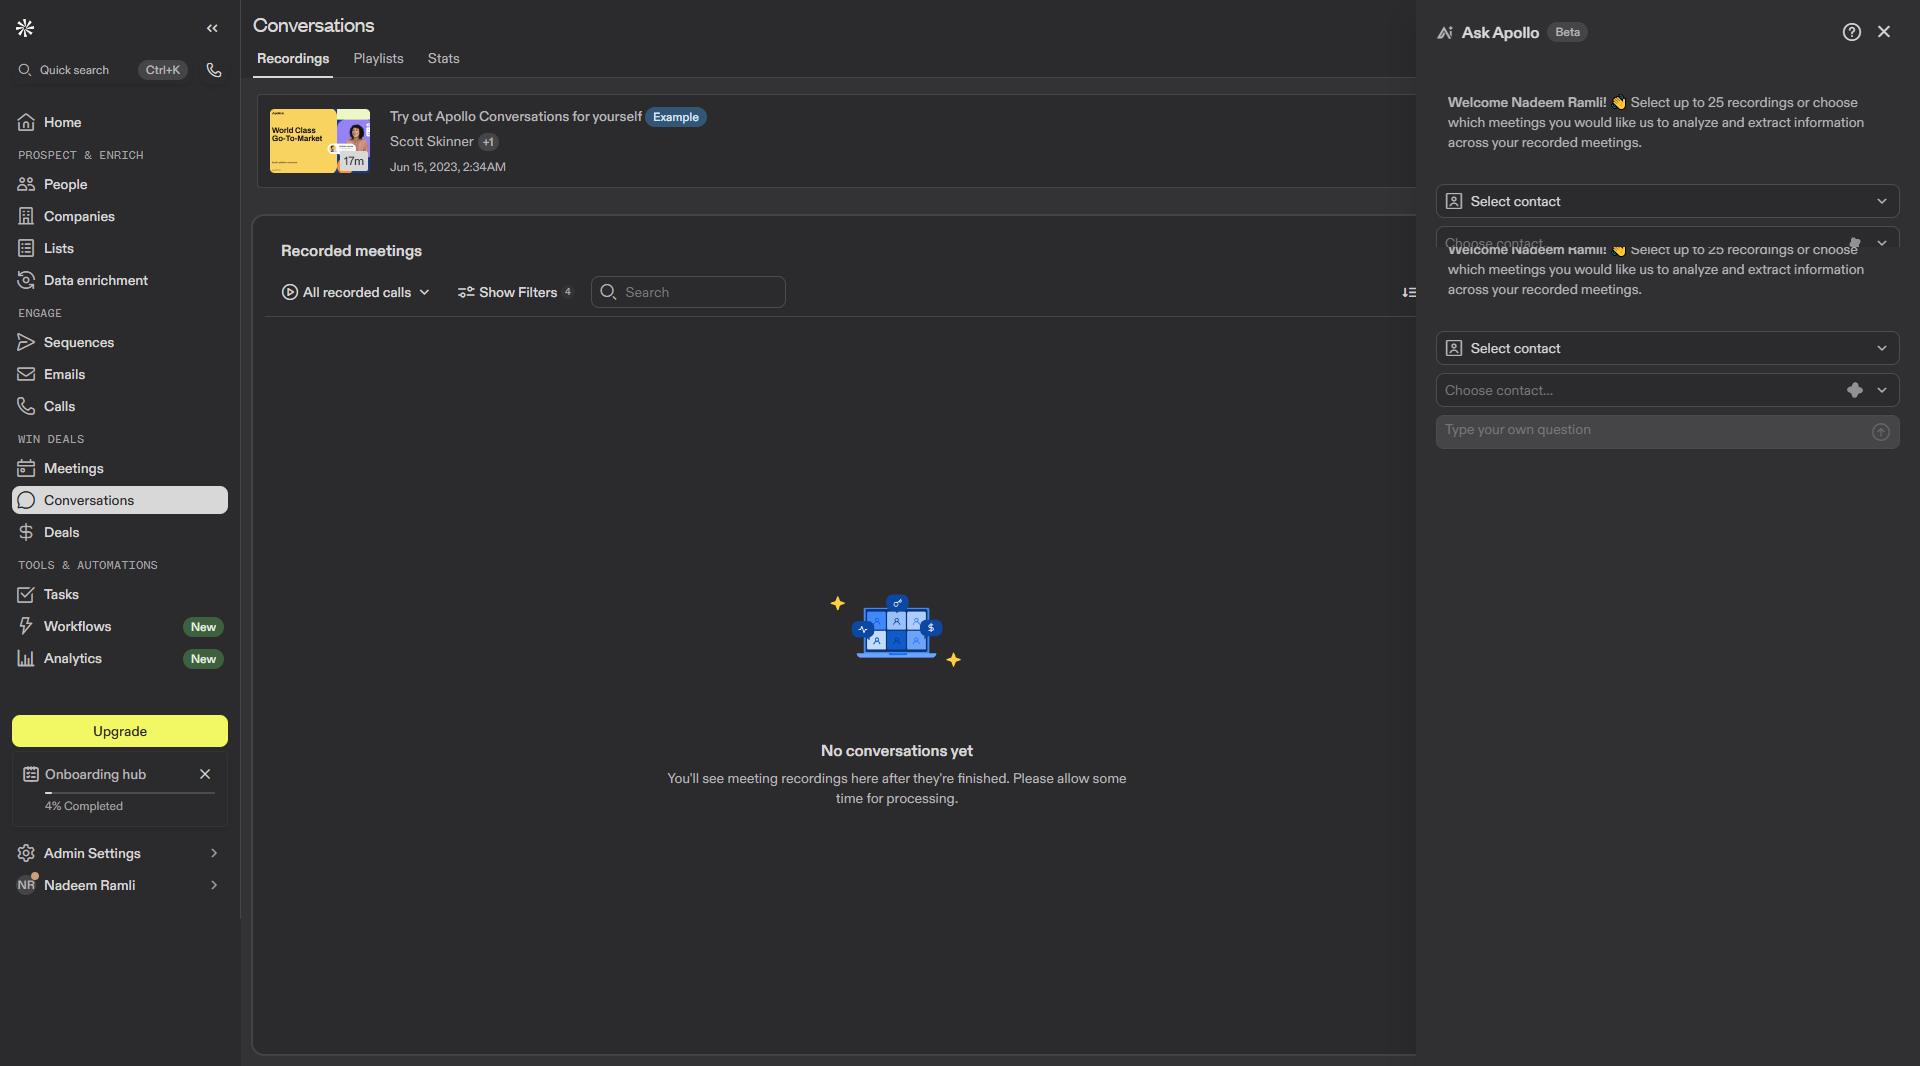 Quick search
Ctrl+K
Home
PROSPECT & ENRICH
People
Companies
Lists
Data enrichment
ENGAGE
Sequences
Emails
Calls
WIN DEALS
Meetings
Conversations
Deals
TOOLS & AUTOMATIONS
Tasks
Workflows New
Analytics New
Upgrade
Onboarding hub
4% Completed
Admin Settings
NR Nadeem Ramli
Conversations
Recordings Playlists Stats
World Class
Go-To-Market
17m
Try out Apollo Conversations for yourself Example
Scott Skinner +1
Jun 15, 2023, 2:34AM
Recorded meetings
All recorded calls Show Filters 4 Search
No conversations yet
You'll see meeting recordings here after they're finished. Please allow some
time for processing.
Ask Apollo Beta
Welcome Nadeem Ramli! 👋 Select up to 25 recordings or choose
which meetings you would like us to analyze and extract information
across your recorded meetings.
Select contact
Choose contact...
Welcome Nadeem Ramli! 👋 Select up to 25 recordings or choose
which meetings you would like us to analyze and extract information
across your recorded meetings.
Select contact
Choose contact...
Type your own question